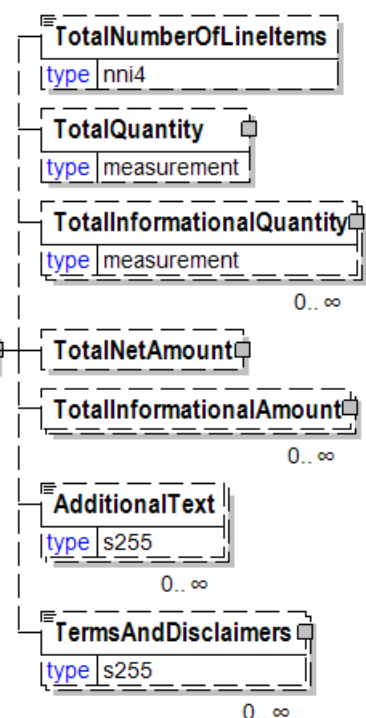 TotalNumberOfLineItems
type nni4
TotalQuantity
type measurement
TotalInformationalQuantity
type measurement
0.. ∞
TotalNetAmount
TotalInformationalAmount
0.. ∞
AdditionalText
type s255
0.. ∞
TermsAndDisclaimers
type s255
0.. ∞